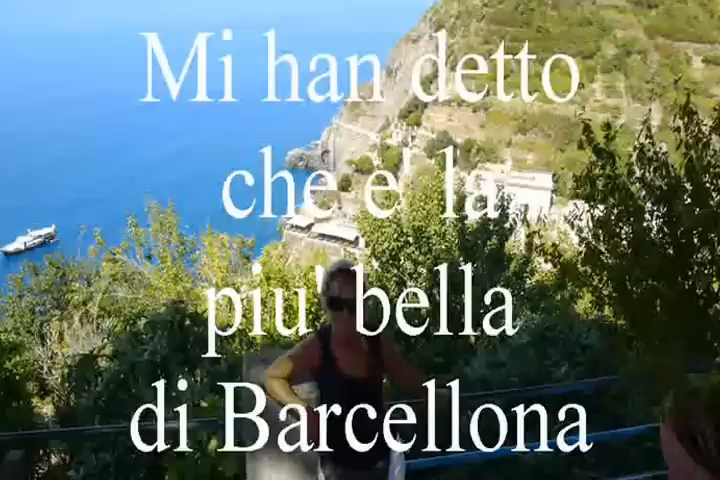 Mi han detto
che è' la
piu' bella
di Barcellona